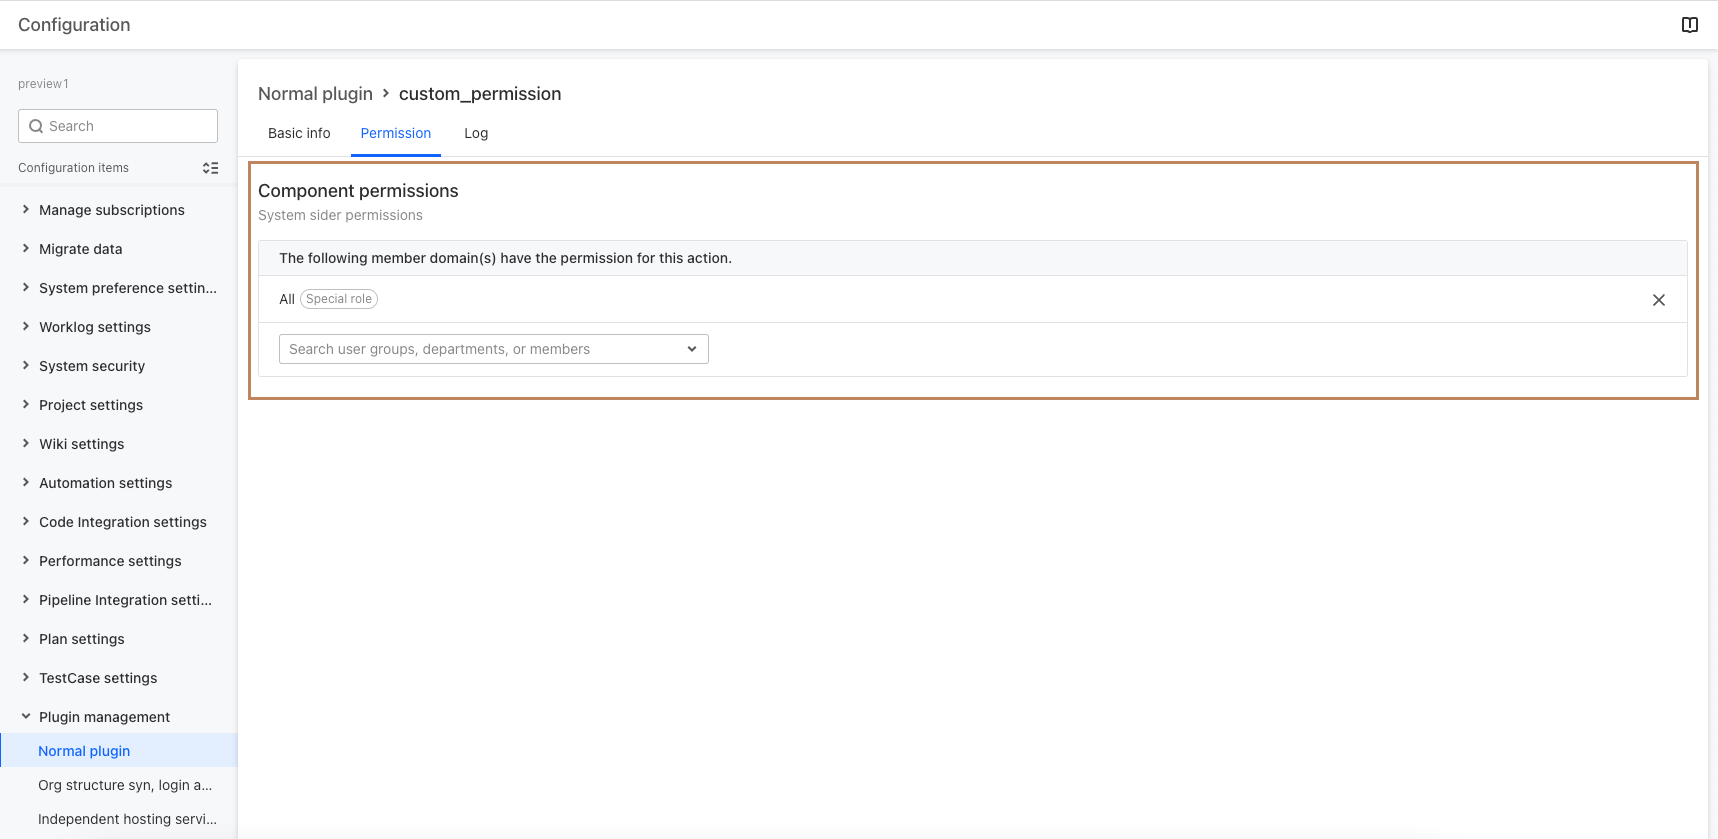 Configuration
preview1
Search
Configuration items
Manage subscriptions
Migrate data
System preference settin...
Worklog settings
System security
Project settings
Wiki settings
Automation settings
Code Integration settings
Performance settings
Pipeline Integration setti...
Plan settings
TestCase settings
Plugin management
Normal plugin
Org structure syn, login a...
Independent hosting servi...
Normal plugin > custom_permission
Basic info Permission Log
Component permissions
System sider permissions
The following member domain(s) have the permission for this action.
All Special role
Search user groups, departments, or members